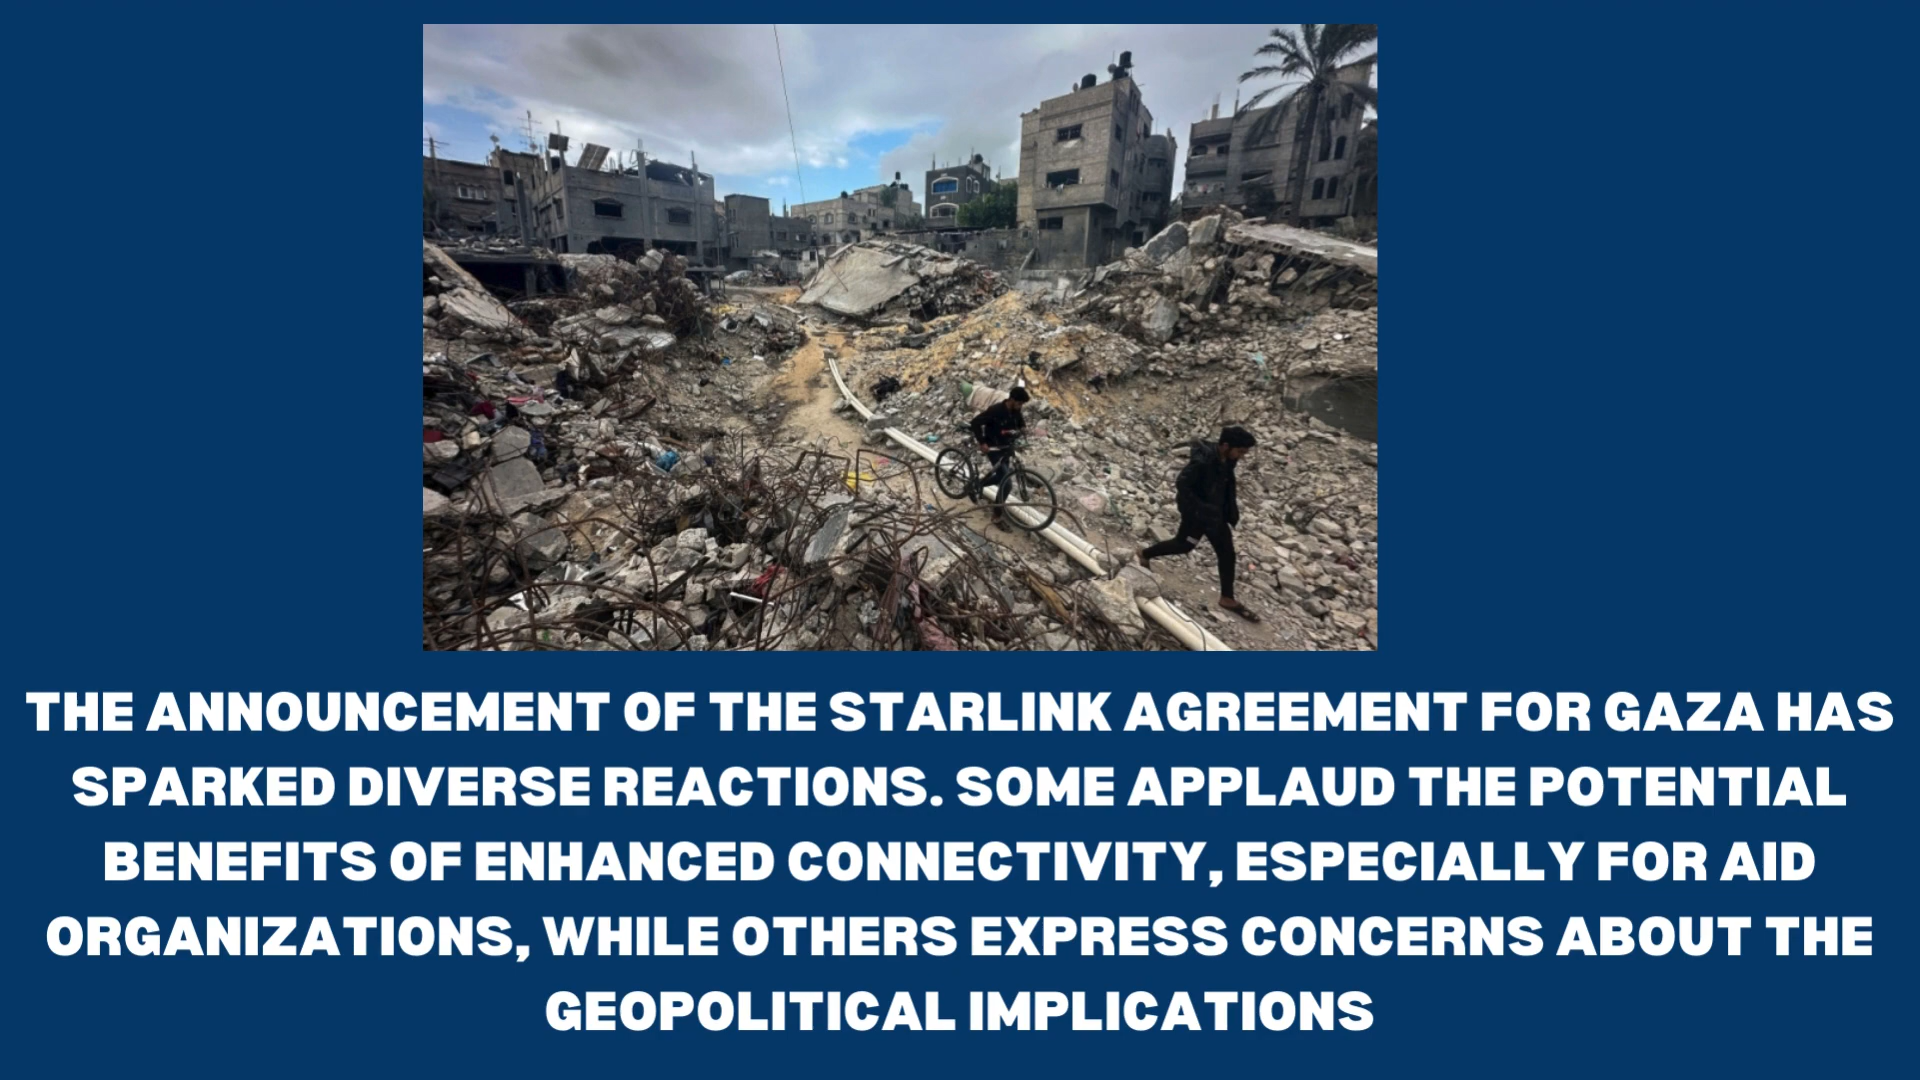 THE ANNOUNCEMENT OF THE STARLINK AGREEMENT FOR GAZA HAS
SPARKED DIVERSE REACTIONS. SOME APPLAUD THE POTENTIAL
BENEFITS OF ENHANCED CONNECTIVITY, ESPECIALLY FOR AID
ORGANIZATIONS, WHILE OTHERS EXPRESS CONCERNS ABOUT THE
GEOPOLITICAL IMPLICATIONS